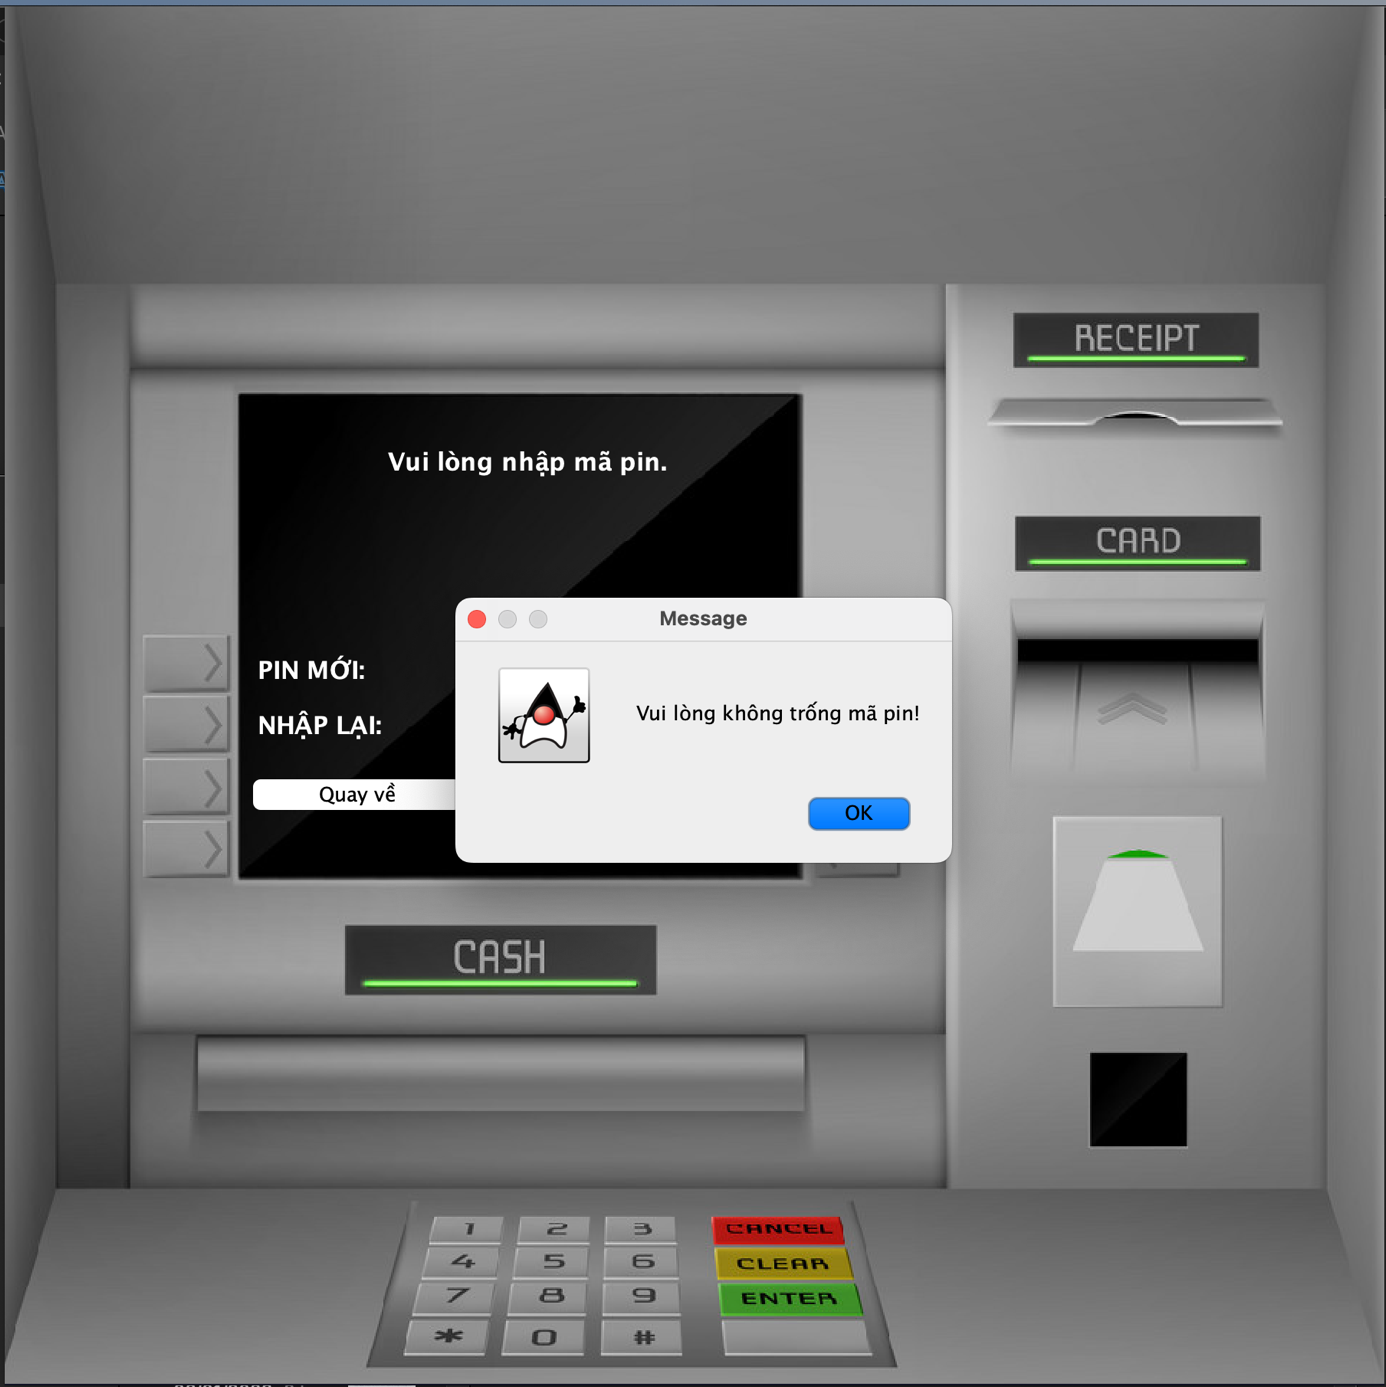 RECEIPT
Vui lòng nhập mã pin.
CARD
Message
PIN MỚI:
Vui lòng không trống mã pin!
NHẬP LẠI:
Quay về
OK
CASH
1 2 3 CANCEL
4 5 6 CLEAR
7 8 9 ENTER
* 0 #